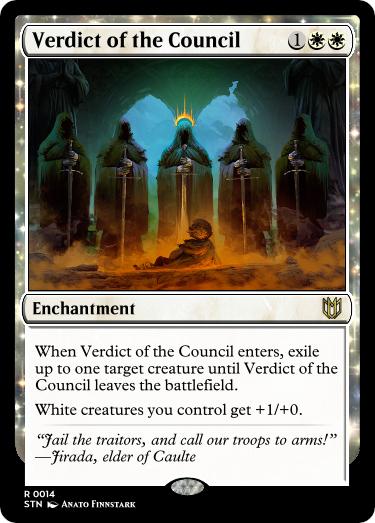 Verdict of the Council 1
Enchantment
When Verdict of the Council enters, exile
up to one target creature until Verdict of the
Council leaves the battlefield.
White creatures you control get +1/+0.
“Jail the traitors, and call our troops to arms!”
—Jirada, elder of Caulte
R 0014
STN Anato Finnstark